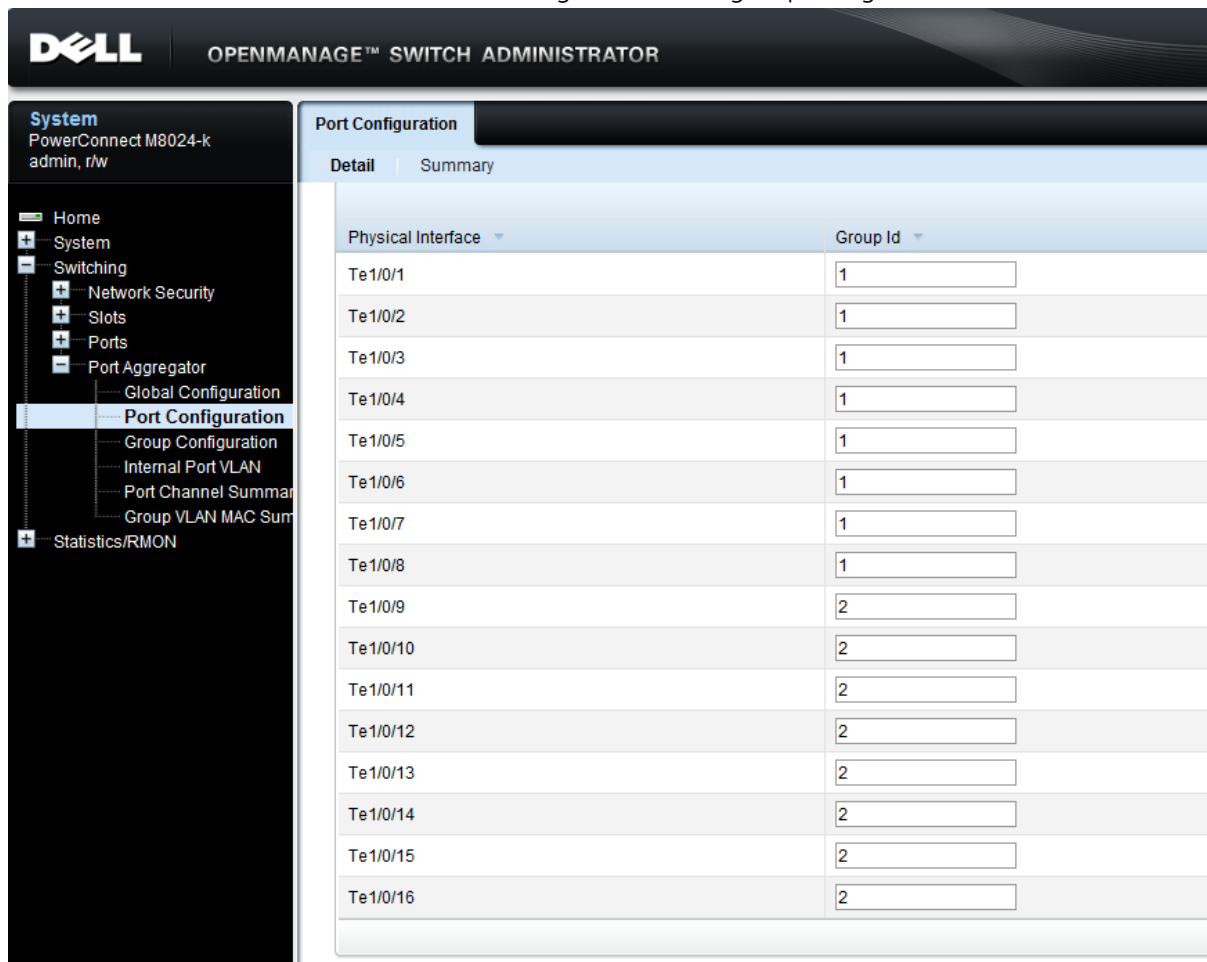 DELL
OPENMANAGE™ SWITCH ADMINISTRATOR
System
PowerConnect M8024-k
admin, r/w
Home
System
Switching
Network Security
Slots
Ports
Port Aggregator
Global Configuration
Port Configuration
Group Configuration
Internal Port VLAN
Port Channel Summar
Group VLAN MAC Sum
Statistics/RMON
Port Configuration
Detail Summary
Physical Interface Group Id
Te1/0/1 1
Te1/0/2 1
Te1/0/3 1
Te1/0/4 1
Te1/0/5 1
Te1/0/6 1
Te1/0/7 1
Te1/0/8 1
Te1/0/9 2
Te1/0/10 2
Te1/0/11 2
Te1/0/12 2
Te1/0/13 2
Te1/0/14 2
Te1/0/15 2
Te1/0/16 2